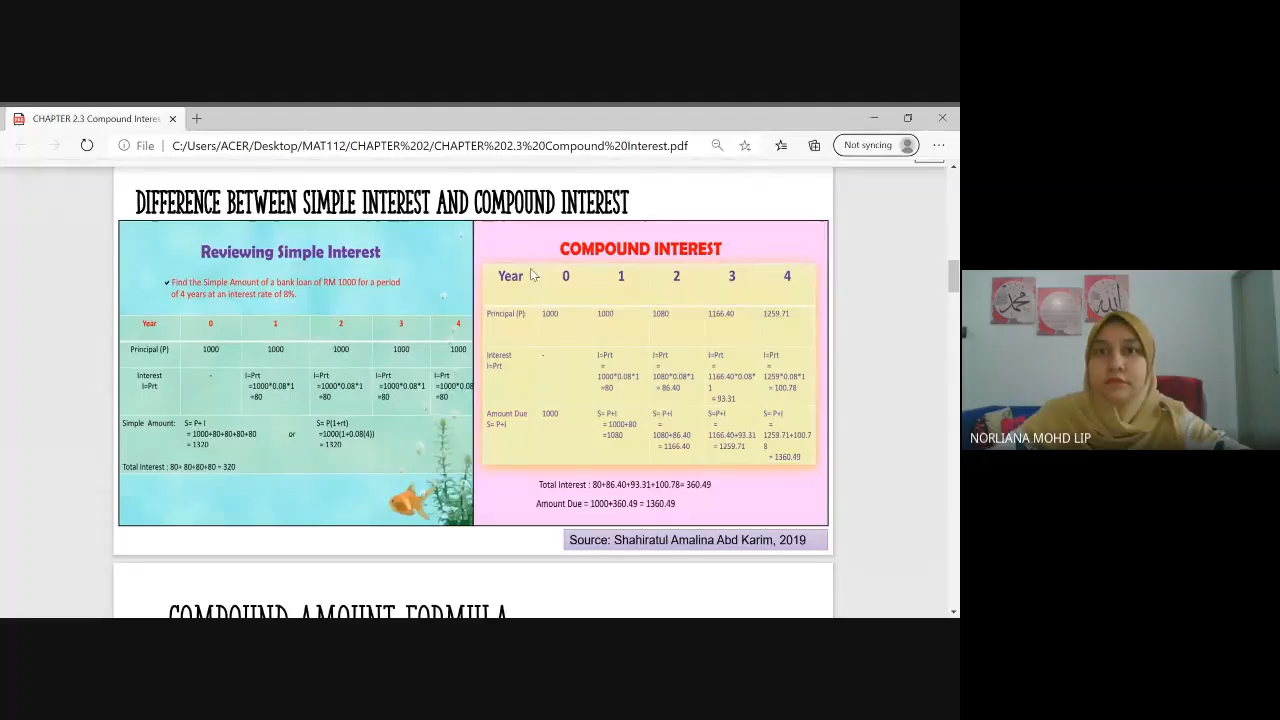 CHAPTER 2.3 Compound Interes
File
C:/Users/ACER/Desktop/MAT112/CHAPTER%202/CHAPTER%202.3%20Compound%20Interest.pdf
Not syncing
DIFFERENCE BETWEEN SIMPLE INTEREST AND COMPOUND INTEREST
Reviewing Simple Interest
✓ Find the Simple Amount of a bank loan of RM 1000 for a period
of 4 years at an interest rate of 8%.
Year 0 1 2 3 4
Principal (P) 1000 1000 1000 1000 1000
Interest - I=Prt I=Prt I=Prt I=Prt
I=Prt =1000*0.08*1 =1000*0.08*1 =1000*0.08*1 =1000*0.08
=80 =80 =80 =80
Simple Amount: S= P+ I S= P(1+rt)
= 1000+80+80+80+80 or =1000(1+0.08(4))
= 1320 = 1320
Total Interest : 80+ 80+80+80 = 320
COMPOUND INTEREST
Year 0 1 2 3 4
Principal (P) 1000 1000 1080 1166.40 1259.71
Interest - I=Prt I=Prt I=Prt I=Prt
I=Prt = = = =
1000*0.08*1 1080*0.08*1 1166.40*0.08* 1259*0.08*1
=80 = 86.40 1 = 100.78
= 93.31
Amount Due 1000 S= P+I S= P+I S=P+I S= P+I
S= P+I = 1000+80 = = =
=1080 1080+86.40 1166.40+93.31 1259.71+100.7
= 1166.40 = 1259.71 8
= 1360.49
Total Interest : 80+86.40+93.31+100.78= 360.49
Amount Due = 1000+360.49 = 1360.49
Source: Shahiratul Amalina Abd Karim, 2019
COMPOUND AMOUNT FORMULA
NORLIANA MOHD LIP